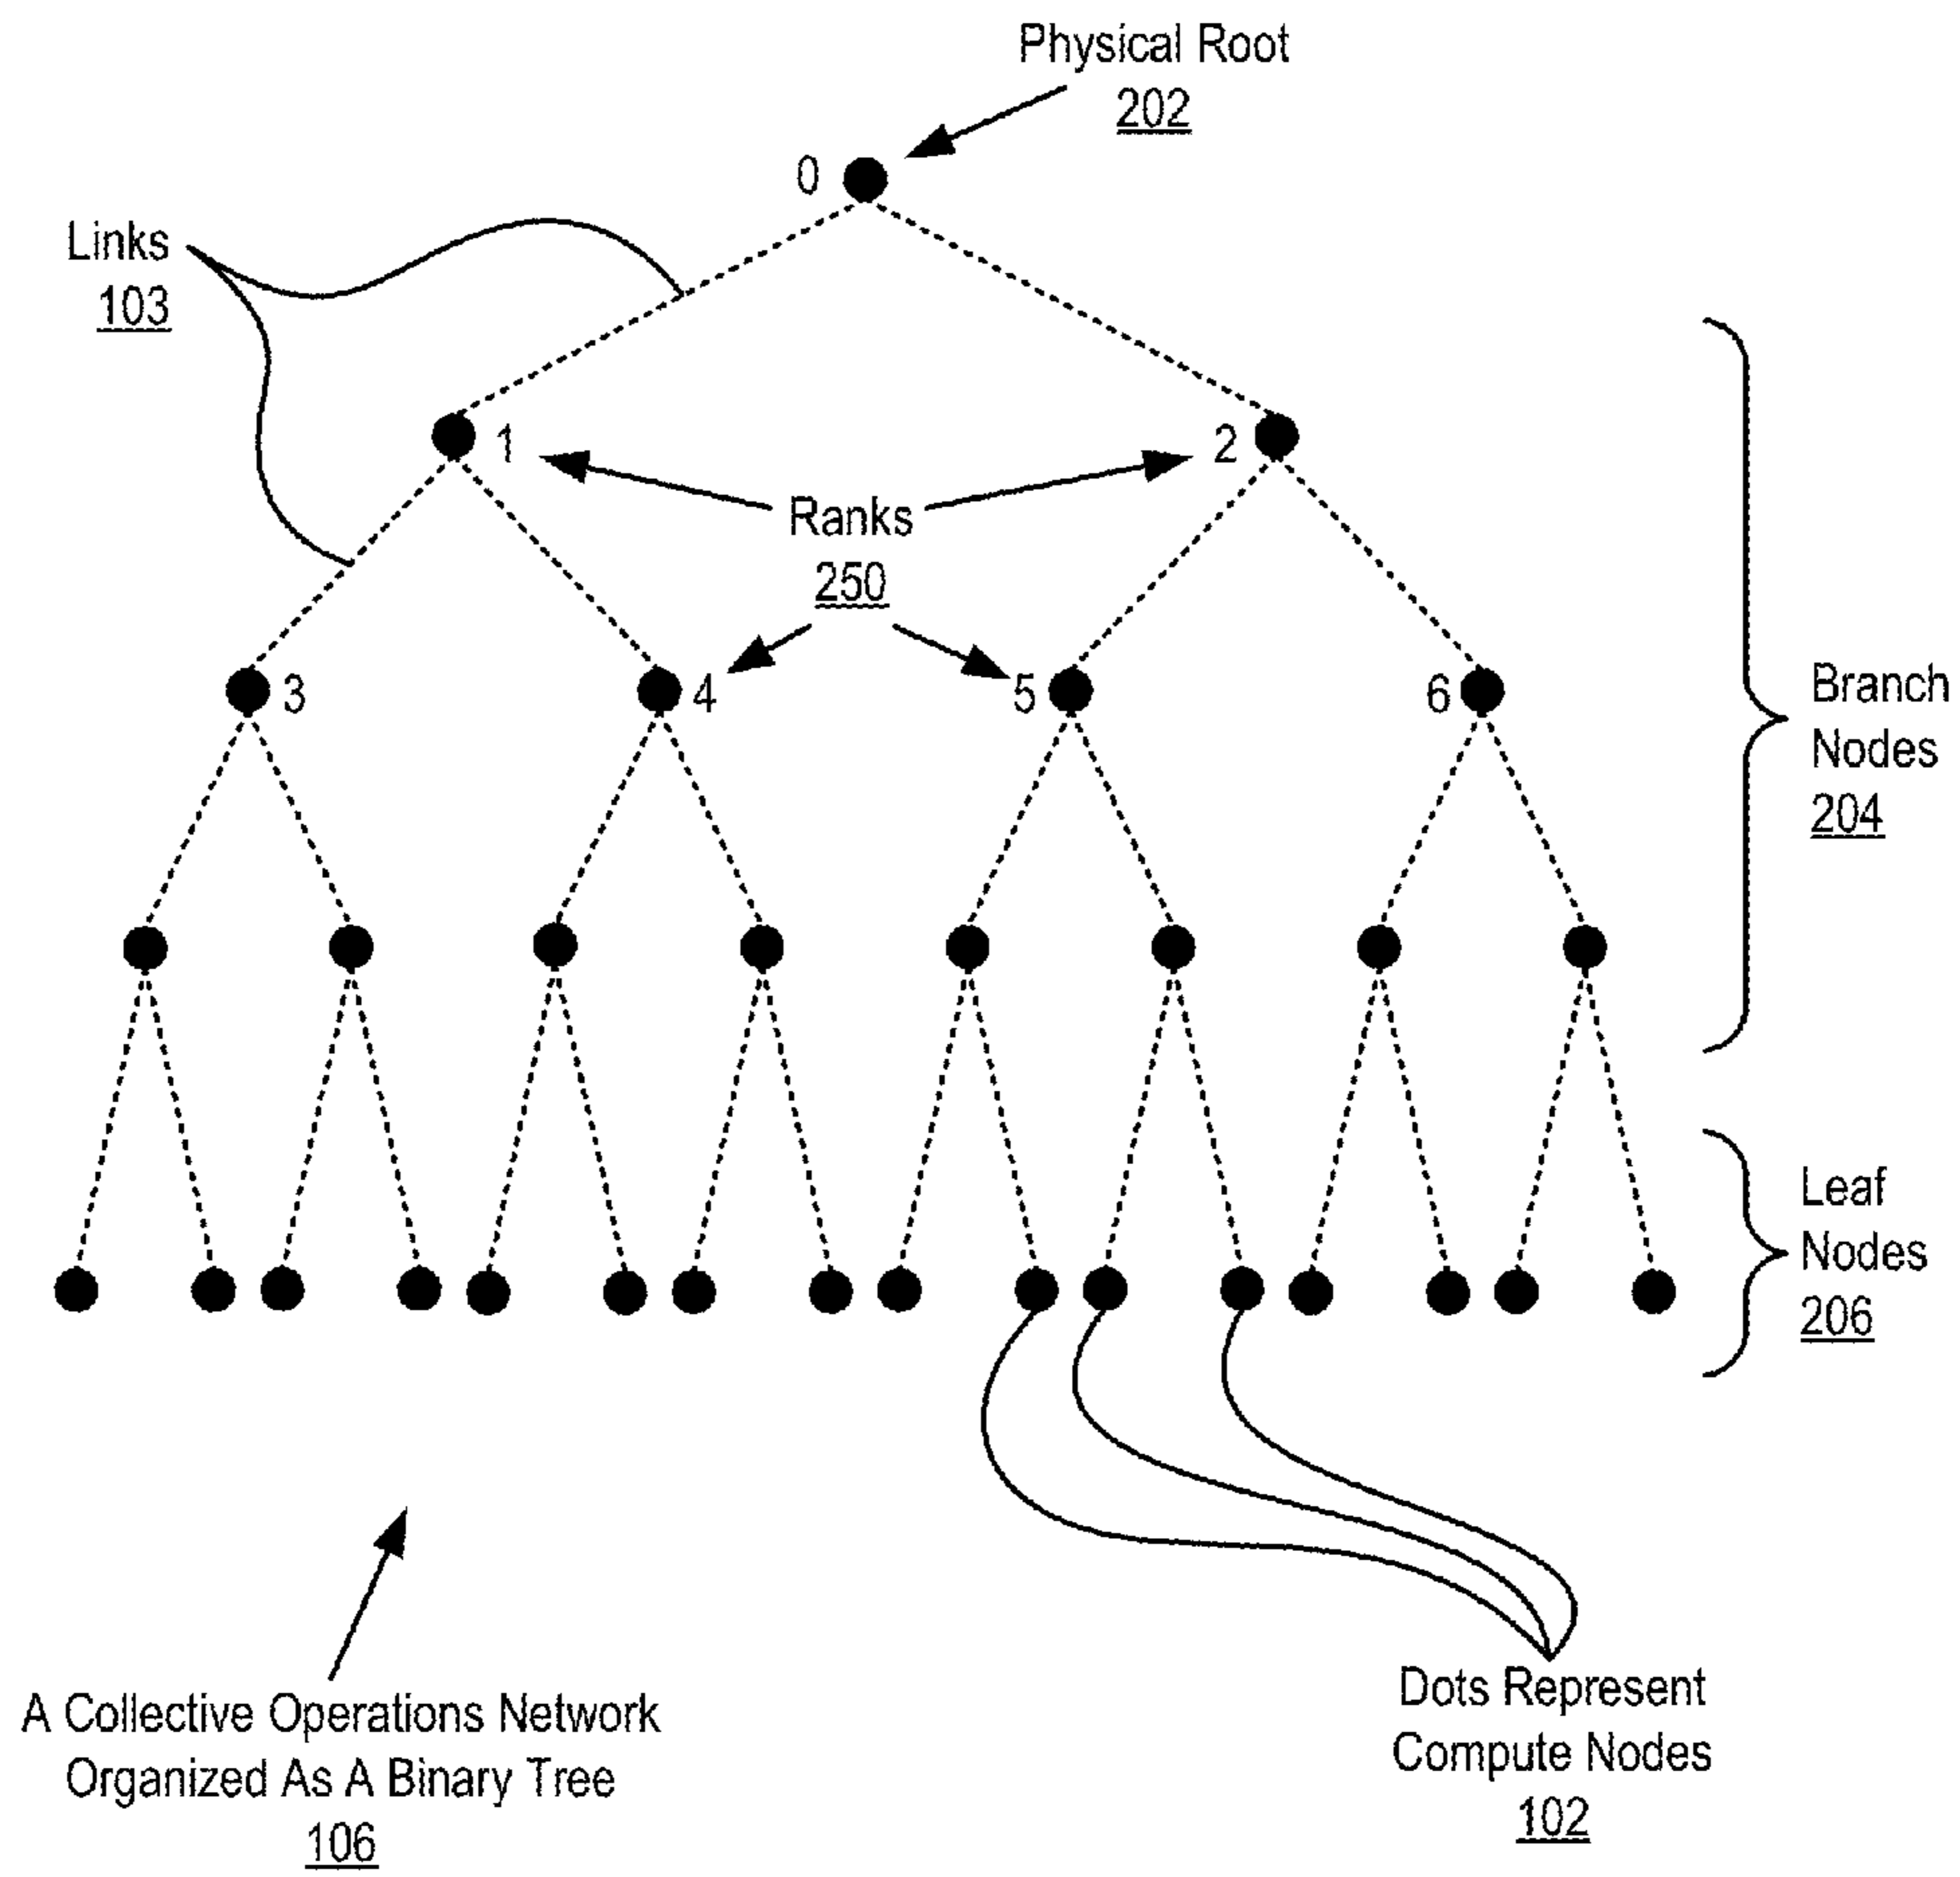 Physical Root
202
0
Links
103
1
2
Ranks
250
3
4
5
6
Branch
Nodes
204
Leaf
Nodes
206
A Collective Operations Network
Organized As A Binary Tree
106
Dots Represent
Compute Nodes
102